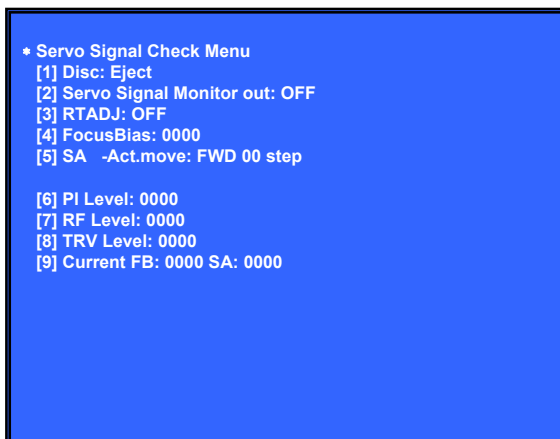 * Servo Signal Check Menu
[1] Disc: Eject
[2] Servo Signal Monitor out: OFF
[3] RTADJ: OFF
[4] FocusBias: 0000
[5] SA -Act.move: FWD 00 step
[6] PI Level: 0000
[7] RF Level: 0000
[8] TRV Level: 0000
[9] Current FB: 0000 SA: 0000